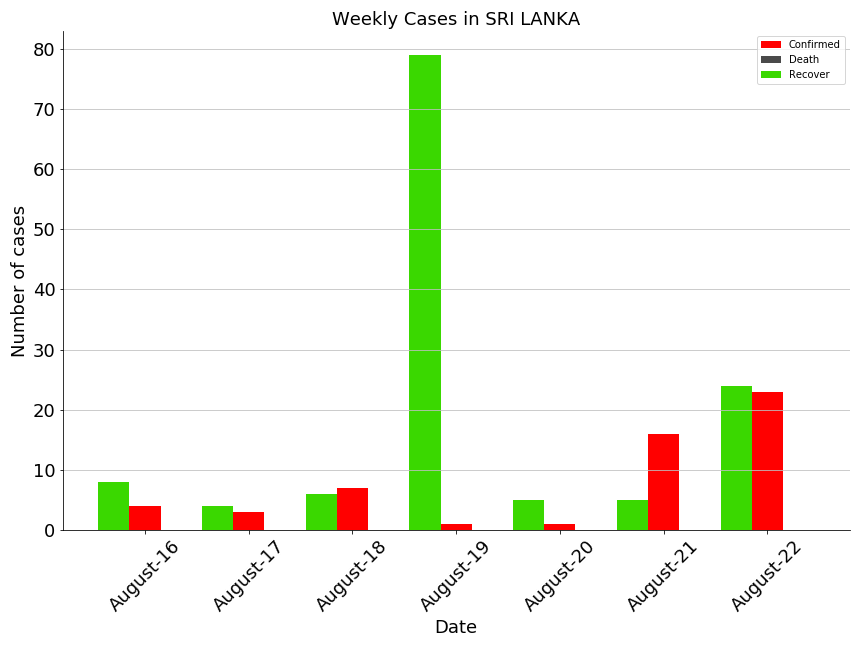 Weekly Cases in SRI LANKA
Confirmed
Death
Recover
Number of cases
80
70
60
50
40
30
20
10
0
August-16
August-17
August-18
August-19
August-20
August-21
August-22
Date